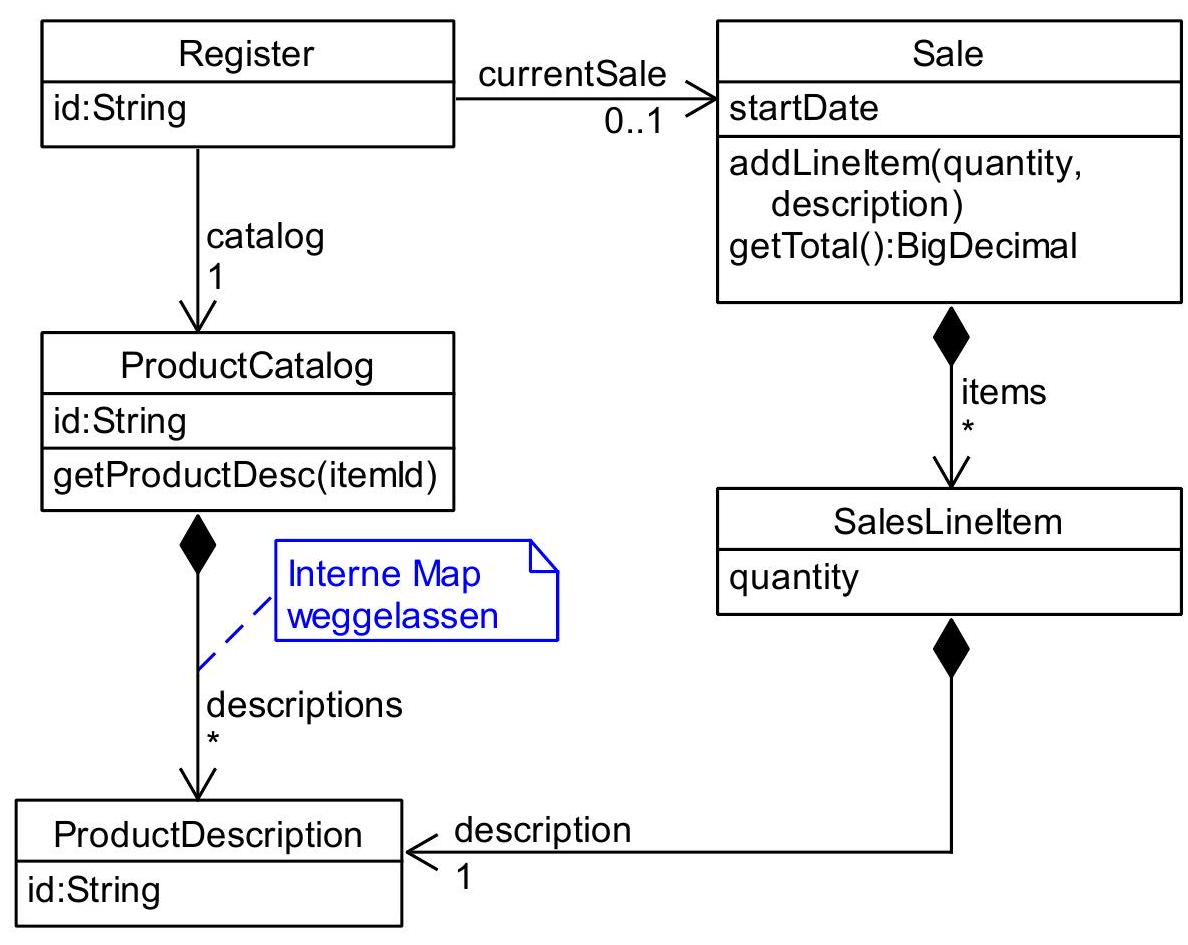 Register
id:String
currentSale
0..1
Sale
startDate
addLineItem(quantity,
description)
getTotal():BigDecimal
catalog
1
ProductCatalog
id:String
getProductDesc(itemId)
items
*
SalesLineItem
quantity
Interne Map
weggelassen
descriptions
*
ProductDescription
id:String
description
1